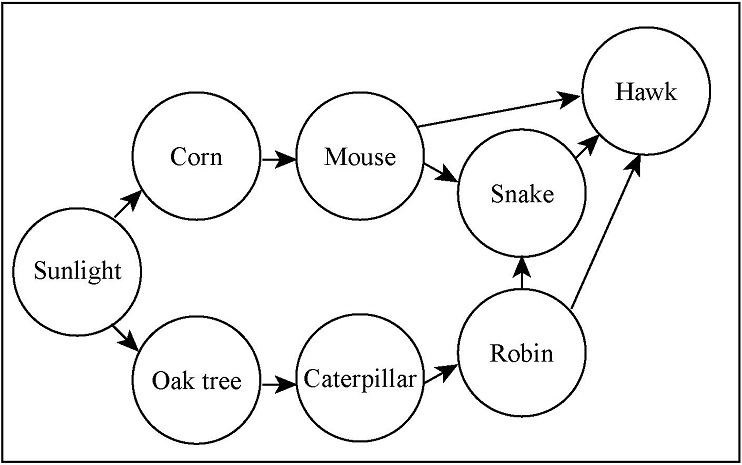 Hawk
Corn
Mouse
Snake
Sunlight
Oak tree
Caterpillar
Robin